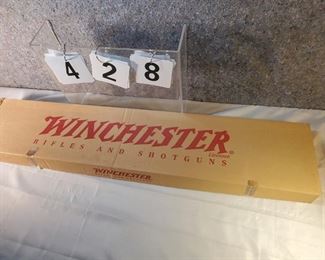 4 2 8
WINCHESTER®
RIFLES AND SHOTGUNS
WINCHESTER